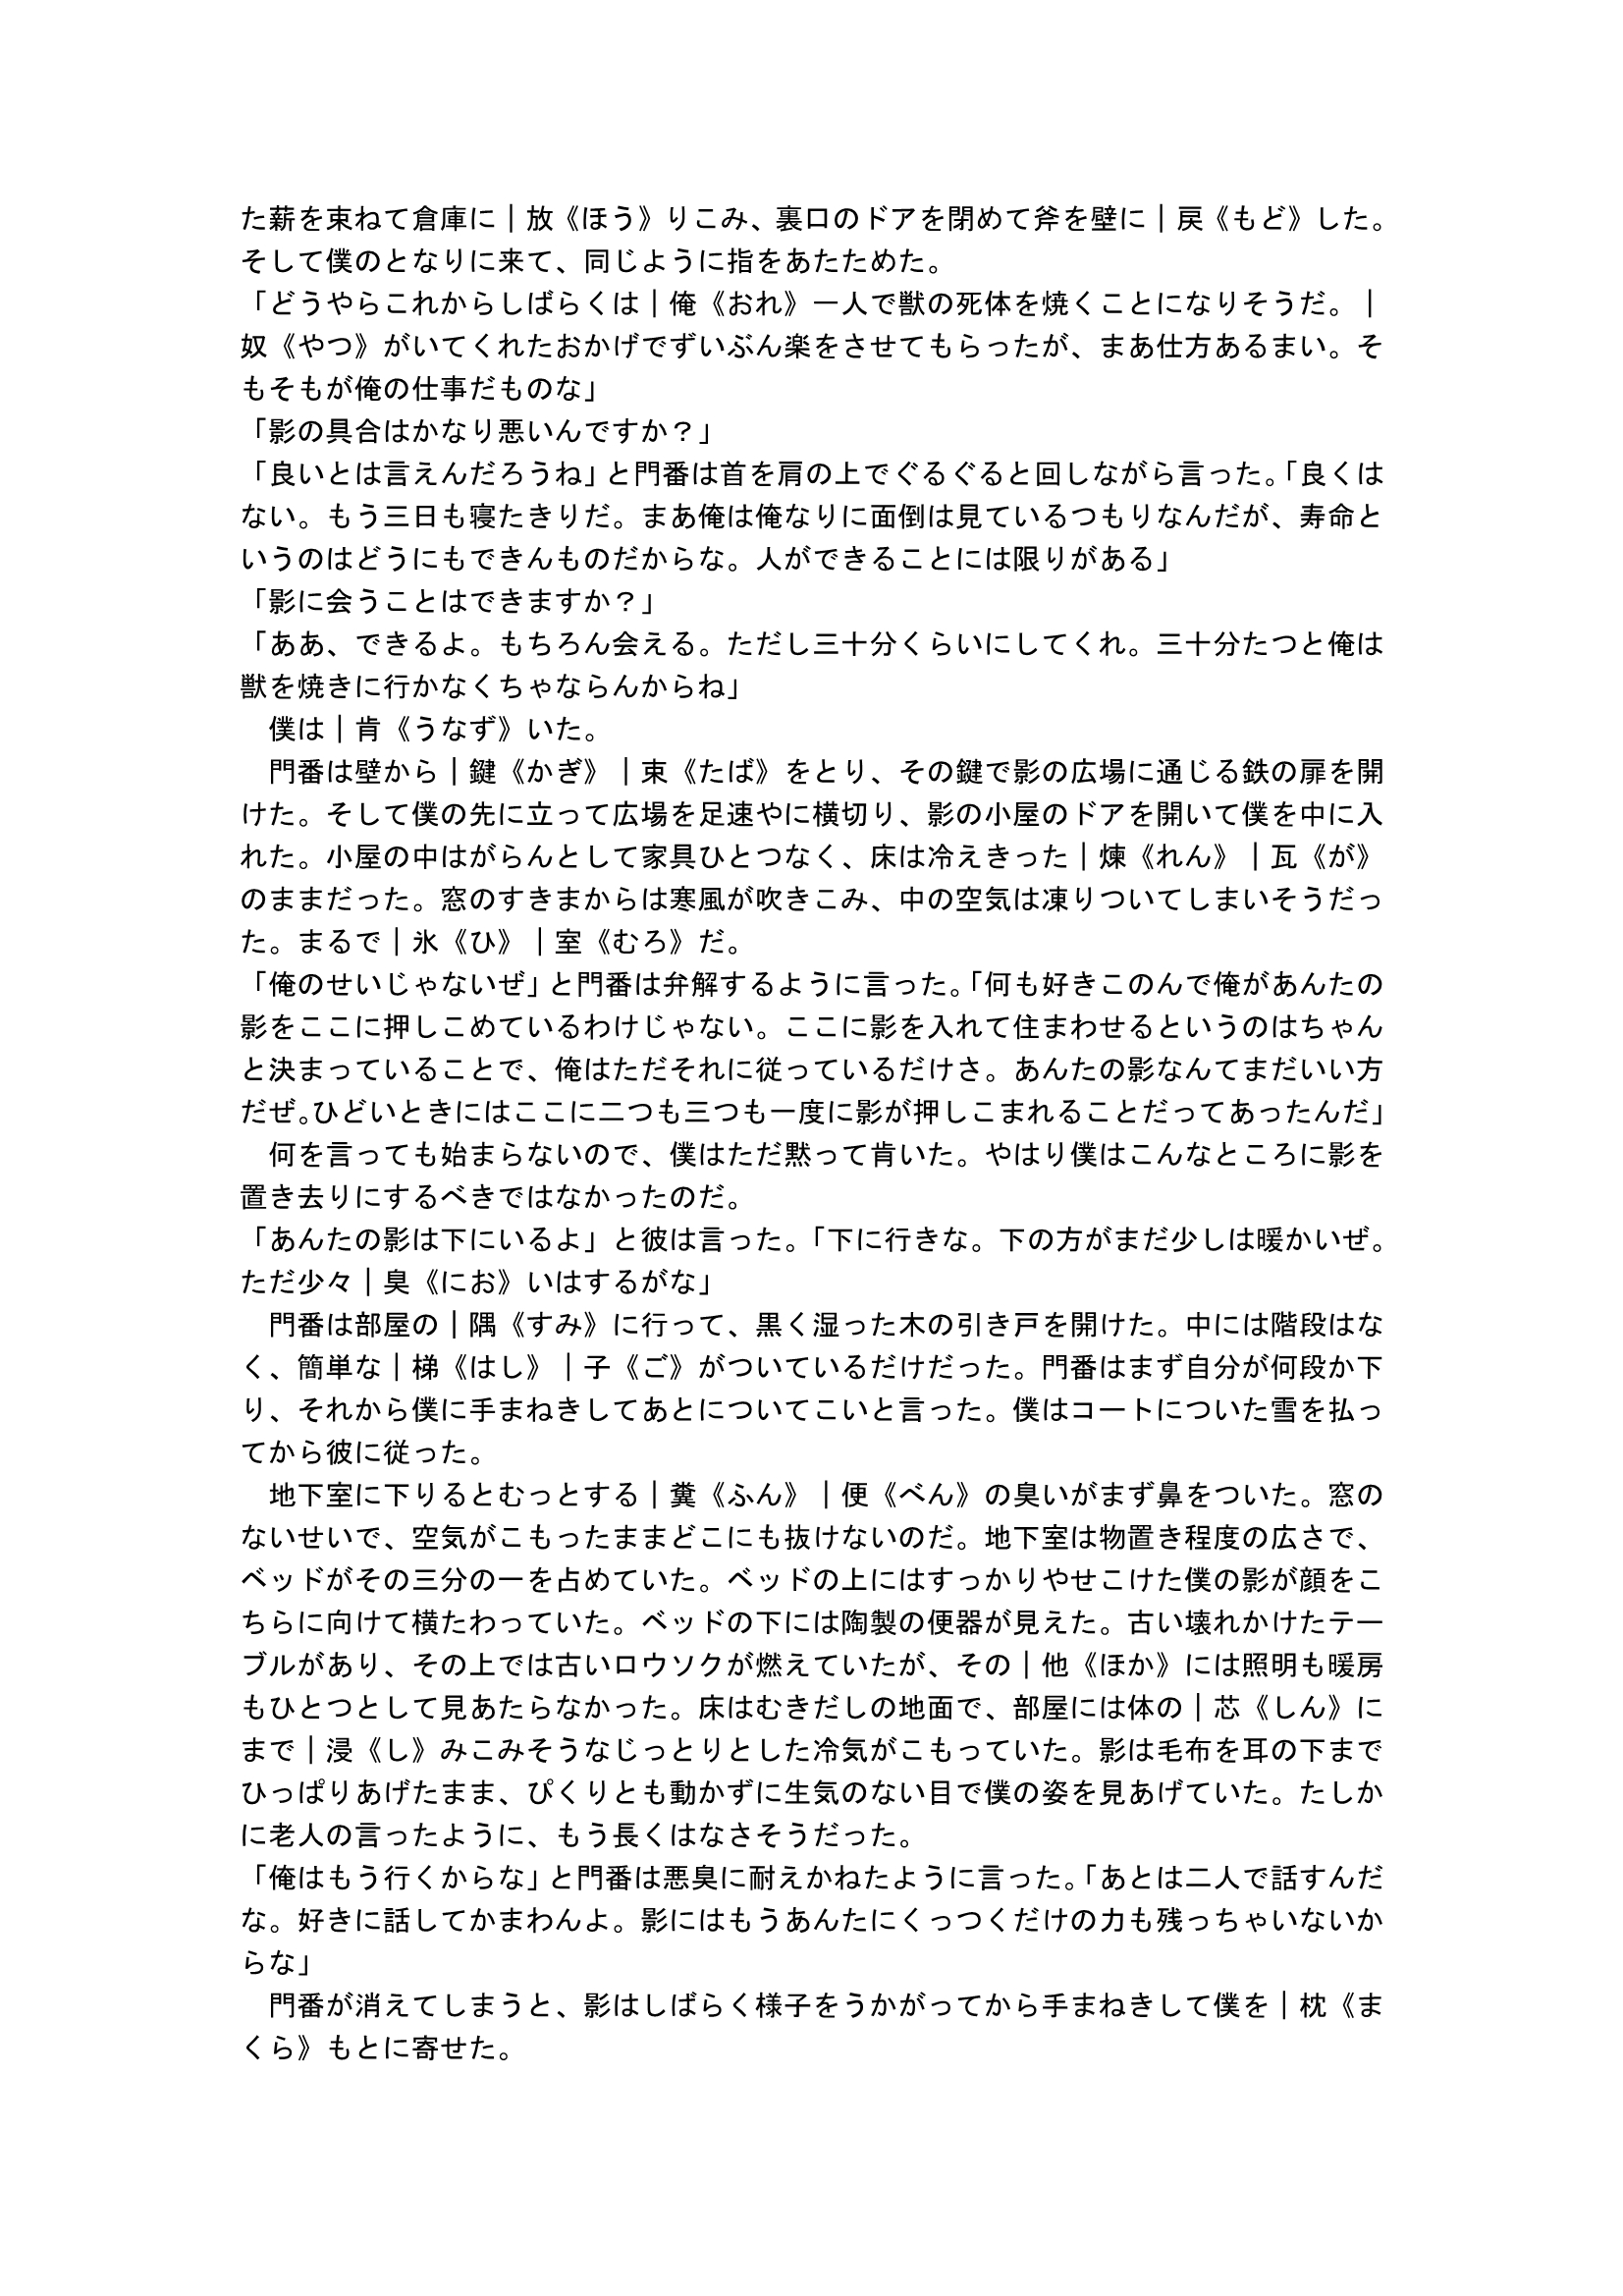 た薪を束ねて倉庫に｜放《ほう》りこみ、裏口のドアを閉めて斧を壁に｜戻《もど》した。
そして僕のとなりに来て、同じように指をあたためた。
「どうやらこれからしばらくは｜俺《おれ》一人で獣の死体を焼くことになりそうだ。｜
奴《やつ》がいてくれたおかげでずいぶん楽をさせてもらったが、まあ仕方あるまい。そ
もそもが俺の仕事だものな」
「影の具合はかなり悪いんですか？」
「良いとは言えんだろうね」と門番は首を肩の上でぐるぐると回しながら言った。「良くは
ない。もう三日も寝たきりだ。まあ俺は俺なりに面倒は見ているつもりなんだが、寿命と
いうのはどうにもできんものだからな。人ができることには限りがある」
「影に会うことはできますか？」
「ああ、できるよ。もちろん会える。ただし三十分くらいにしてくれ。三十分たつと俺は
獣を焼きに行かなくちゃならんからね」
　僕は｜肯《うなず》いた。
　門番は壁から｜鍵《かぎ》｜束《たば》をとり、その鍵で影の広場に通じる鉄の扉を開
けた。そして僕の先に立って広場を足速やに横切り、影の小屋のドアを開いて僕を中に入
れた。小屋の中はがらんとして家具ひとつなく、床は冷えきった｜煉《れん》｜瓦《が》
のままだった。窓のすきまからは寒風が吹きこみ、中の空気は凍りついてしまいそうだっ
た。まるで｜氷《ひ》｜室《むろ》だ。
「俺のせいじゃないぜ」と門番は弁解するように言った。「何も好きこのんで俺があんたの
影をここに押しこめているわけじゃない。ここに影を入れて住まわせるというのはちゃん
と決まっていることで、俺はただそれに従っているだけさ。あんたの影なんてまだいい方
だぜ。ひどいときにはここに二つも三つも一度に影が押しこまれることだってあったんだ」
　何を言っても始まらないので、僕はただ黙って肯いた。やはり僕はこんなところに影を
置き去りにするべきではなかったのだ。
「あんたの影は下にいるよ」と彼は言った。「下に行きな。下の方がまだ少しは暖かいぜ。
ただ少々｜臭《にお》いはするがな」
　門番は部屋の｜隅《すみ》に行って、黒く湿った木の引き戸を開けた。中には階段はな
く、簡単な｜梯《はし》｜子《ご》がついているだけだった。門番はまず自分が何段か下
り、それから僕に手まねきしてあとについてこいと言った。僕はコートについた雪を払っ
てから彼に従った。
　地下室に下りるとむっとする｜糞《ふん》｜便《べん》の臭いがまず鼻をついた。窓の
ないせいで、空気がこもったままどこにも抜けないのだ。地下室は物置き程度の広さで、
ベッドがその三分の一を占めていた。ベッドの上にはすっかりやせこけた僕の影が顔をこ
ちらに向けて横たわっていた。ベッドの下には陶製の便器が見えた。古い壊れかけたテー
ブルがあり、その上では古いロウソクが燃えていたが、その｜他《ほか》には照明も暖房
もひとつとして見あたらなかった。床はむきだしの地面で、部屋には体の｜芯《しん》に
まで｜浸《し》みこみそうなじっとりとした冷気がこもっていた。影は毛布を耳の下まで
ひっぱりあげたまま、ぴくりとも動かずに生気のない目で僕の姿を見あげていた。たしか
に老人の言ったように、もう長くはなさそうだった。
「俺はもう行くからな」と門番は悪臭に耐えかねたように言った。「あとは二人で話すんだ
な。好きに話してかまわんよ。影にはもうあんたにくっつくだけの力も残っちゃいないか
らな」
　門番が消えてしまうと、影はしばらく様子をうかがってから手まねきして僕を｜枕《ま
くら》もとに寄せた。